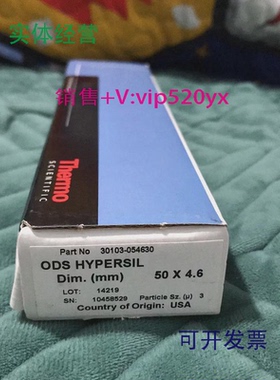 实体经营
销售+V:vip520yx
Thermo
SCIENTIFIC
Part No 30103-054630
ODS HYPERSIL
Dim. (mm) 50 X 4.6
LOT: 14219
SN: 10458529 Particle Sz. (µ) 3
Country of Origin: USA
可开发票